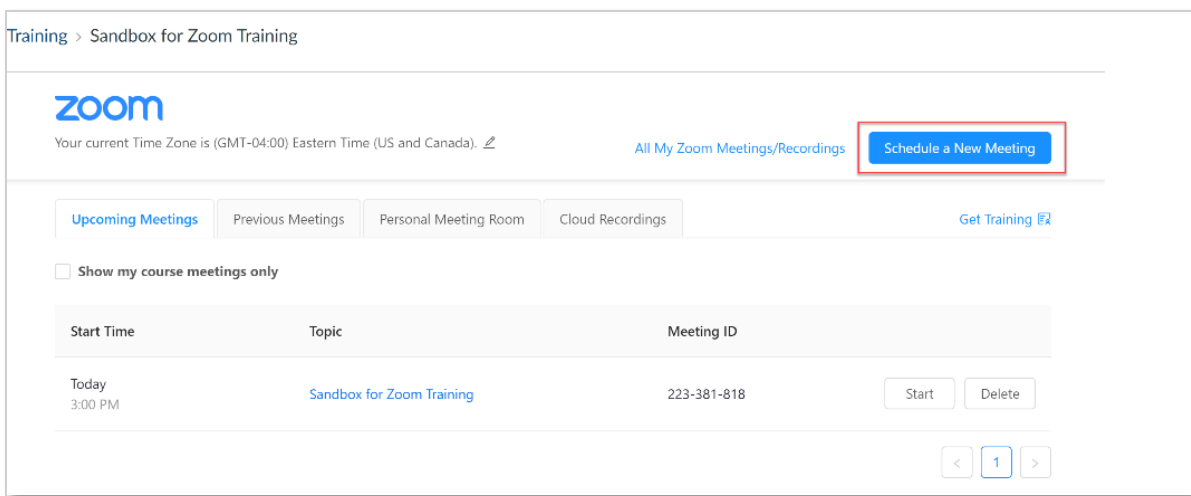 Training > Sandbox for Zoom Training
zoom
Your current Time Zone is (GMT-04:00) Eastern Time (US and Canada).
All My Zoom Meetings/Recordings
Schedule a New Meeting
Upcoming Meetings
Previous Meetings
Personal Meeting Room
Cloud Recordings
Get Training
Show my course meetings only
Start Time
Topic
Meeting ID
Today
3:00 PM
Sandbox for Zoom Training
223-381-818
Start
Delete
< 1 >